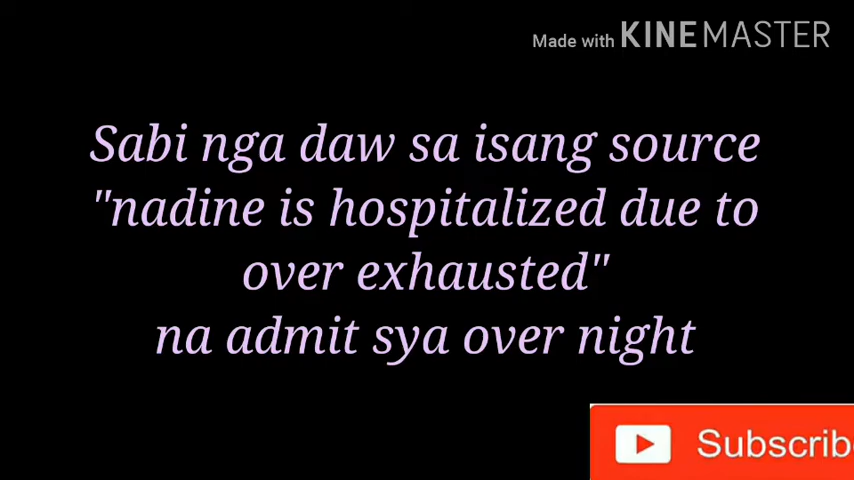 Made with KINEMASTER
Sabi nga daw sa isang source
"nadine is hospitalized due to
over exhausted"
na admit sya over night
Subscribe